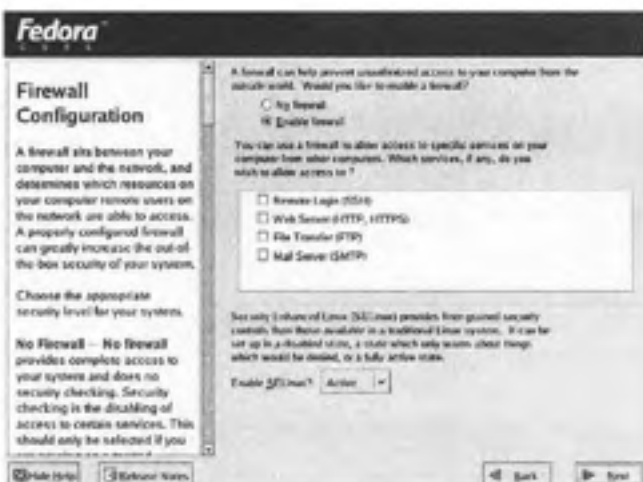 Fedora
CORE
Firewall
Configuration
A firewall sits between your
computer and the network, and
determines which resources on
your computer remote users on
the network are able to access.
A properly configured firewall
can greatly increase the out-of-
the-box security of your system.
Choose the appropriate
security level for your system.
No Firewall — No firewall
provides complete access to
your system and does no
security checking. Security
checking is the disabling of
access to certain services. This
should only be selected if you
Hide Help
Release Notes
A firewall can help prevent unauthorized access to your computer from the
outside world. Would you like to enable a firewall?
No firewall
Enable firewall
You can use a firewall to allow access to specific services on your
computer from other computers. Which services, if any, do you
wish to allow access to ?
Remote Login (SSH)
Web Server (HTTP, HTTPS)
File Transfer (FTP)
Mail Server (SMTP)
Security Enhanced Linux (SELinux) provides finer-grained security
controls than those available in a traditional Linux system. It can be
set up in a disabled state, a state which only warns about things
which would be denied, or a fully active state.
Enable SELinux?: Active
Back
Next